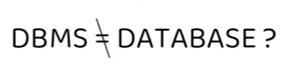 DBMS ≠ DATABASE ?